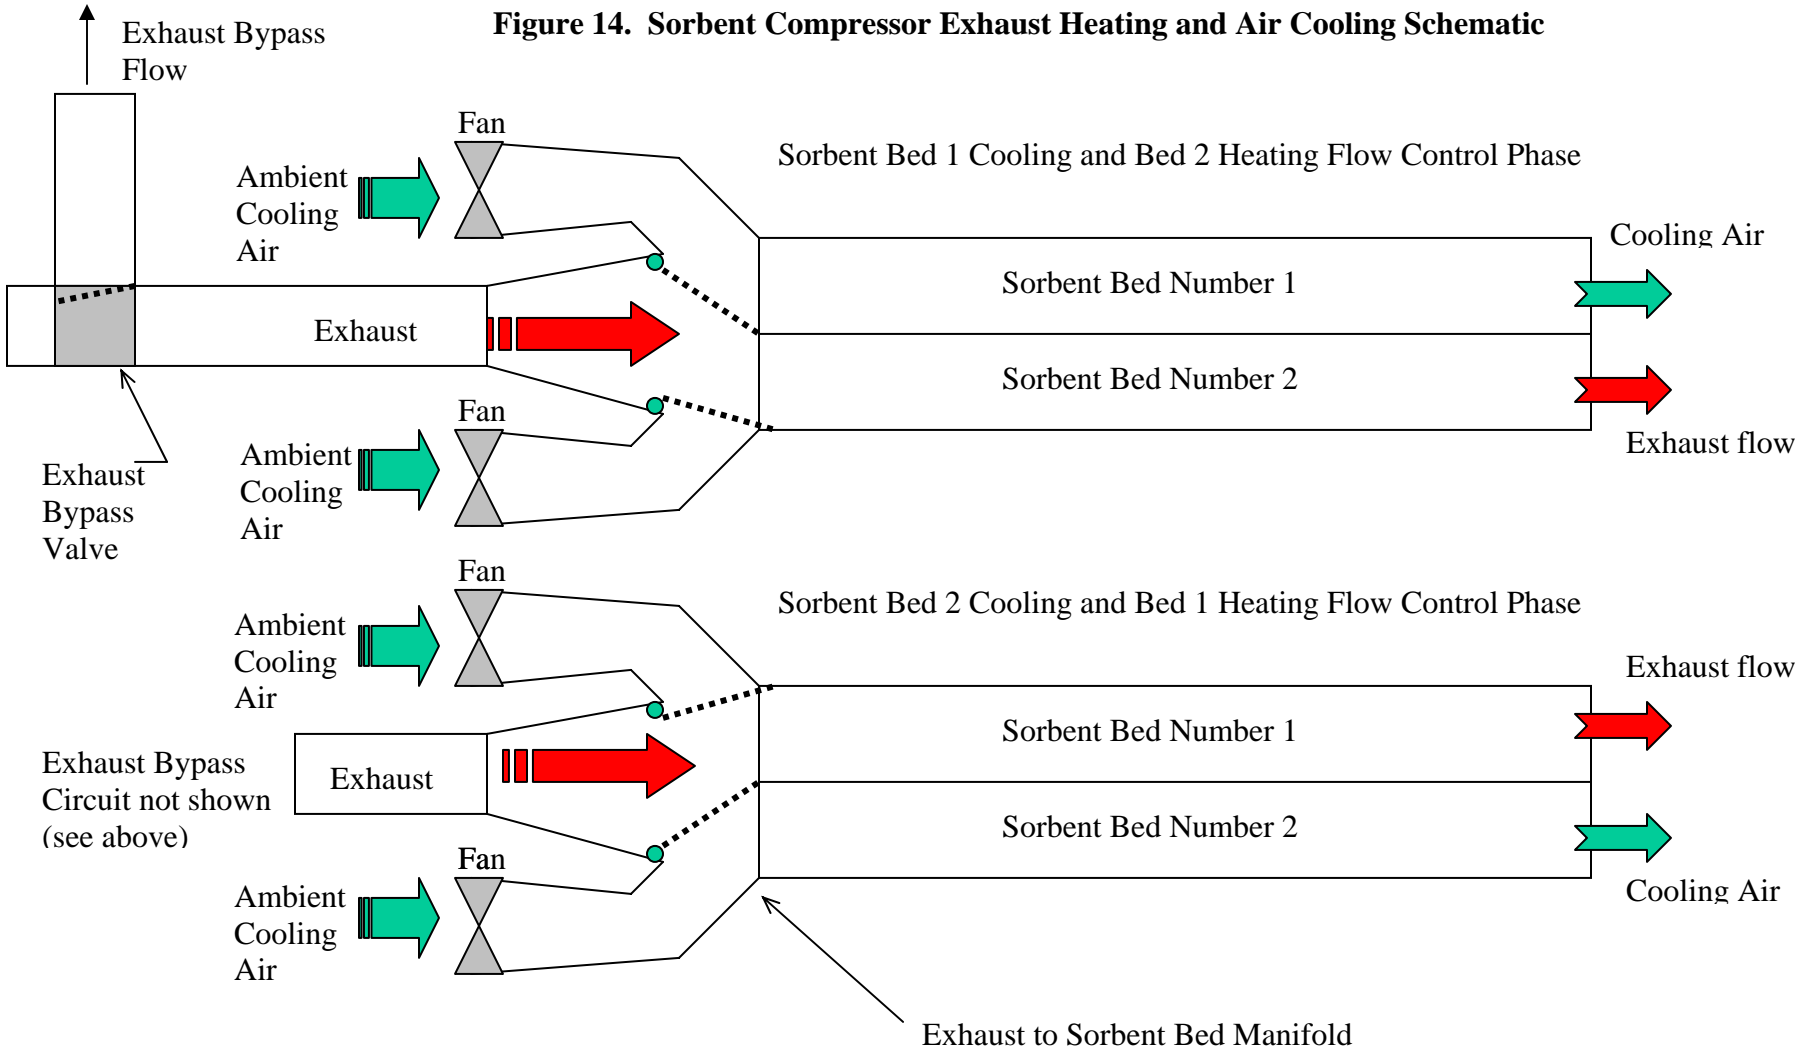 Figure 14.  Sorbent Compressor Exhaust Heating and Air Cooling Schematic
Exhaust Bypass
Flow
Fan
Ambient
Cooling
Air
Sorbent Bed 1 Cooling and Bed 2 Heating Flow Control Phase
Cooling Air
Sorbent Bed Number 1
Exhaust
Sorbent Bed Number 2
Exhaust flow
Fan
Ambient
Cooling
Air
Exhaust
Bypass
Valve
Fan
Ambient
Cooling
Air
Sorbent Bed 2 Cooling and Bed 1 Heating Flow Control Phase
Exhaust flow
Sorbent Bed Number 1
Exhaust Bypass
Circuit not shown
(see above)
Exhaust
Sorbent Bed Number 2
Cooling Air
Fan
Ambient
Cooling
Air
Exhaust to Sorbent Bed Manifold